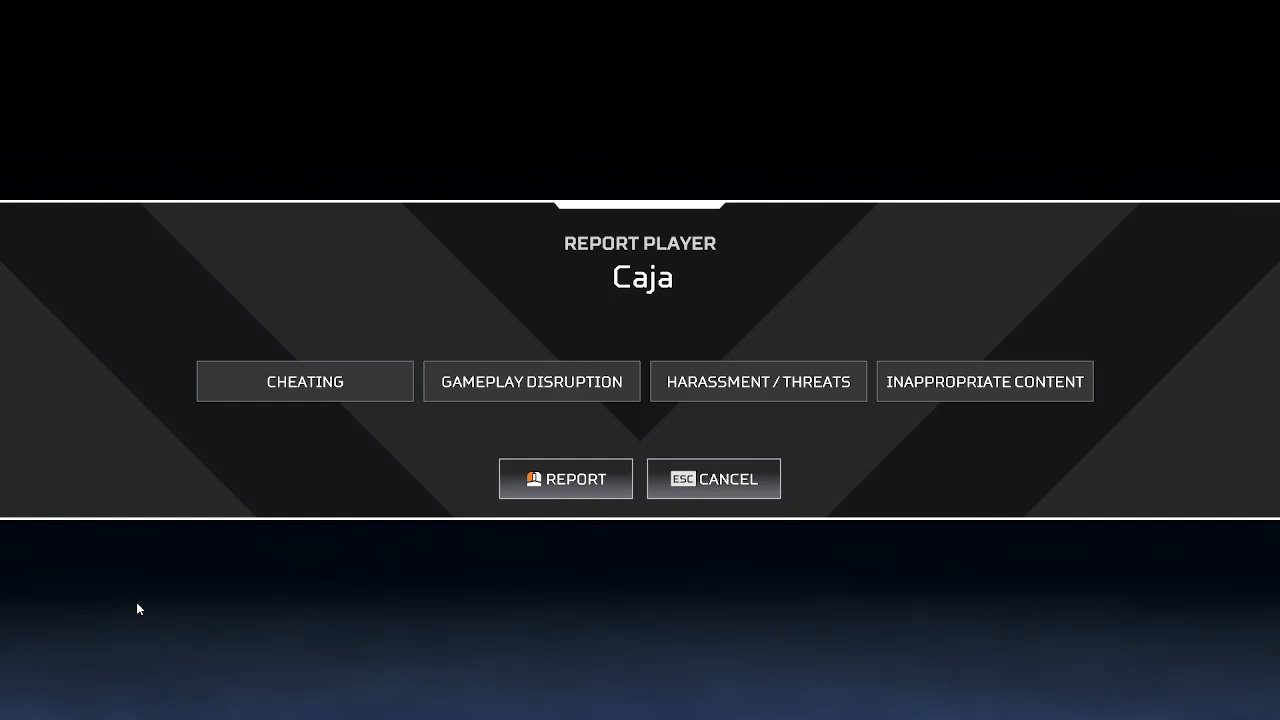 REPORT PLAYER
Caja
CHEATING
GAMEPLAY DISRUPTION
HARASSMENT / THREATS
INAPPROPRIATE CONTENT
REPORT
ESC CANCEL